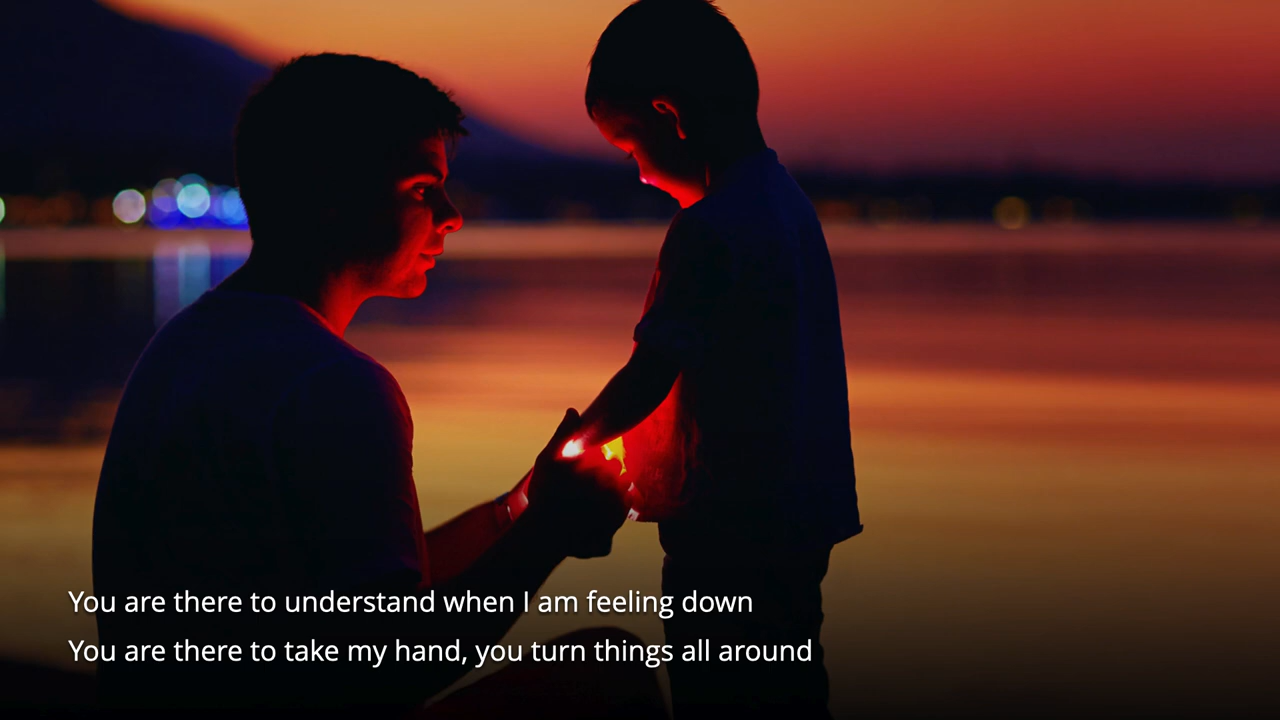 You are there to understand when I am feeling down
You are there to take my hand, you turn things all around